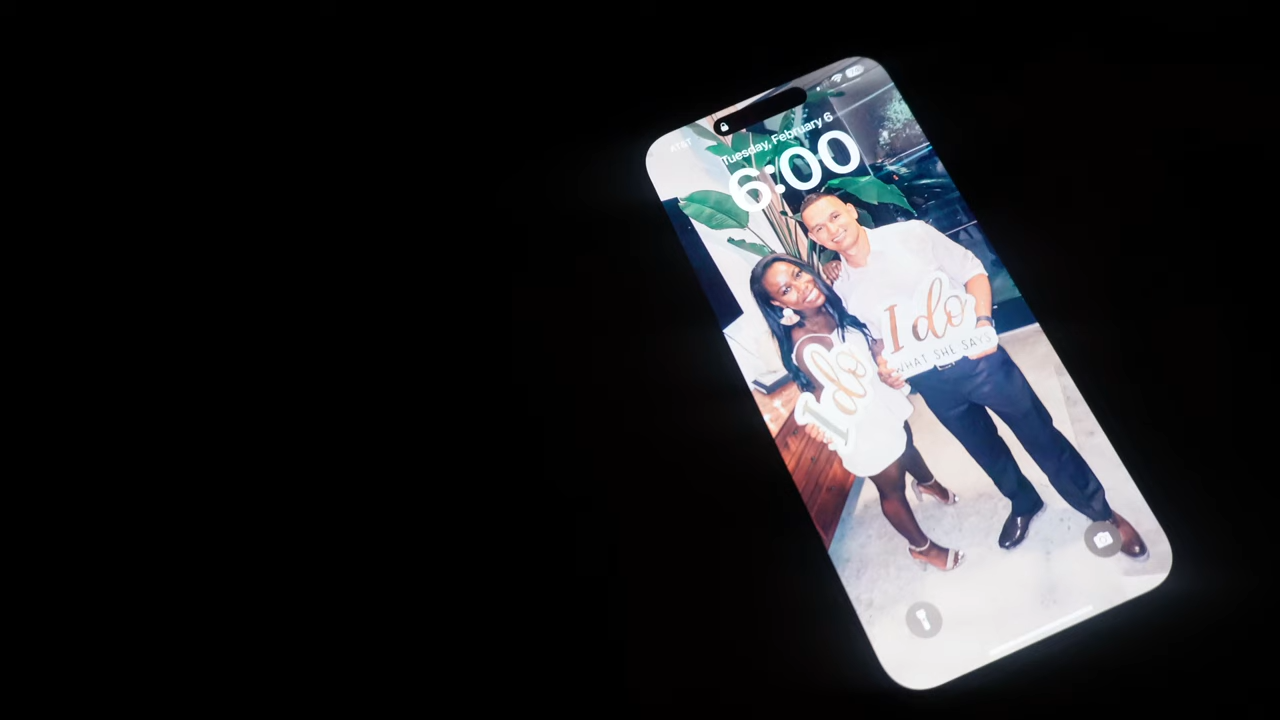 AT&T
Tuesday, February 6
6:00
I do
WHAT SHE SAYS
I do